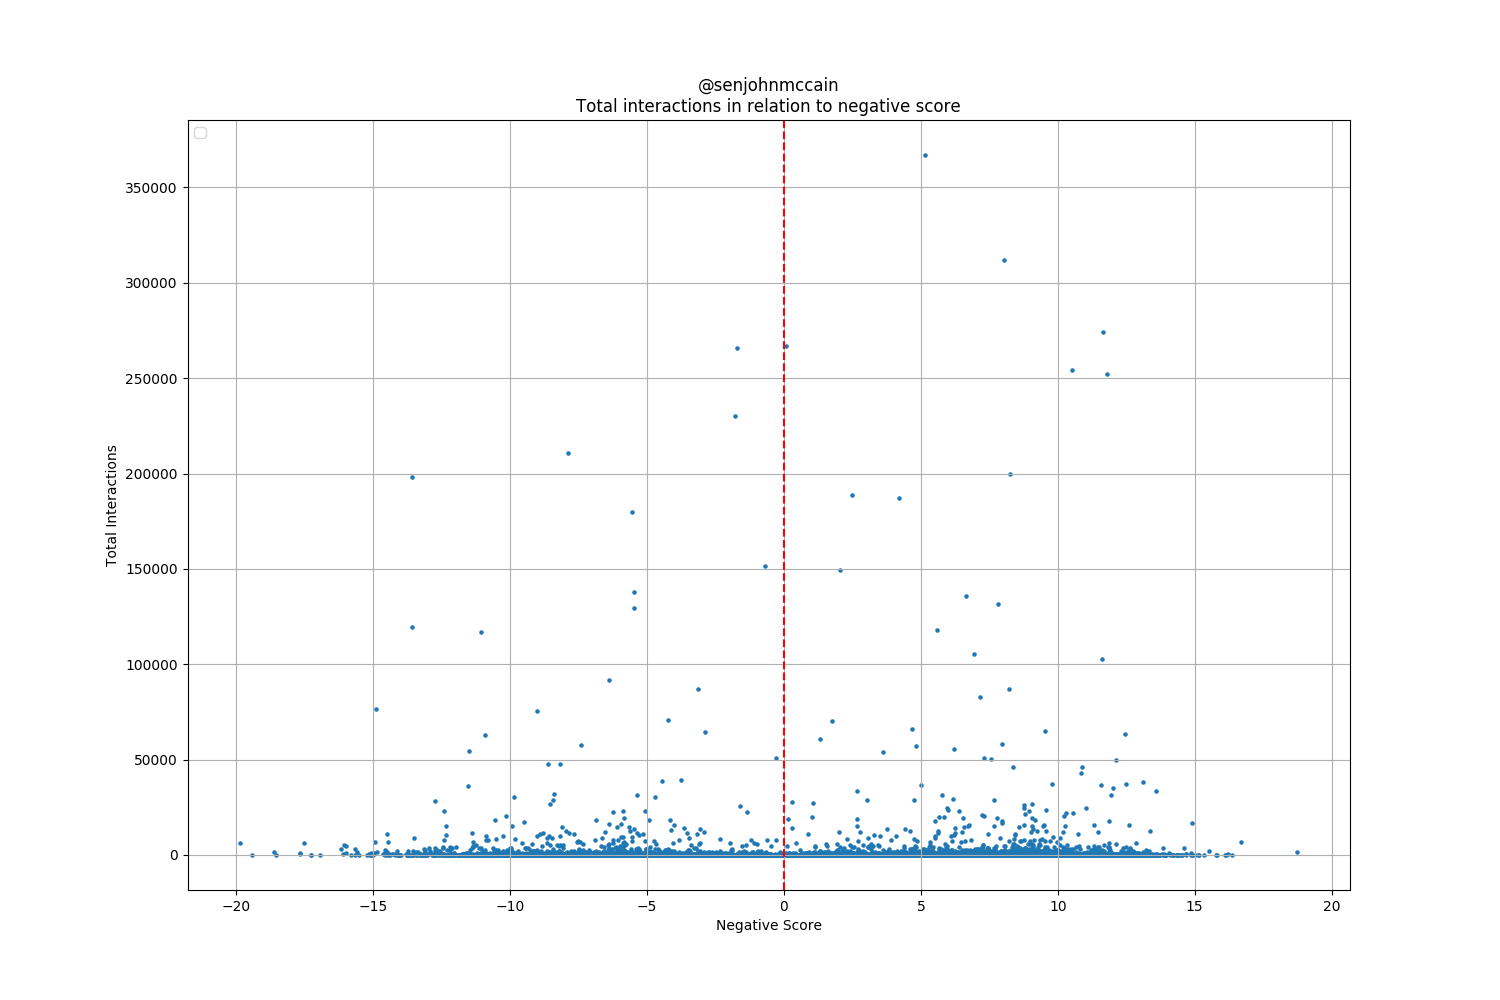 @senjohnmccain
Total interactions in relation to negative score
350000
300000
250000
200000
150000
100000
50000
0
Total Interactions
−20 −15 −10 −5 0 5 10 15 20
Negative Score